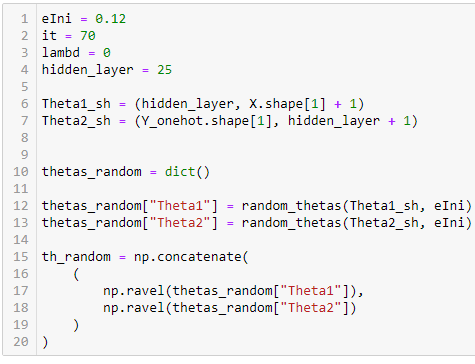 1 eIni = 0.12
2 it = 70
3 lambd = 0
4 hidden_layer = 25
5
6 Theta1_sh = (hidden_layer, X.shape[1] + 1)
7 Theta2_sh = (Y_onehot.shape[1], hidden_layer + 1)
8
9
10 thetas_random = dict()
11
12 thetas_random["Theta1"] = random_thetas(Theta1_sh, eIni)
13 thetas_random["Theta2"] = random_thetas(Theta2_sh, eIni)
14
15 th_random = np.concatenate(
16     (
17         np.ravel(thetas_random["Theta1"]),
18         np.ravel(thetas_random["Theta2"])
19     )
20 )